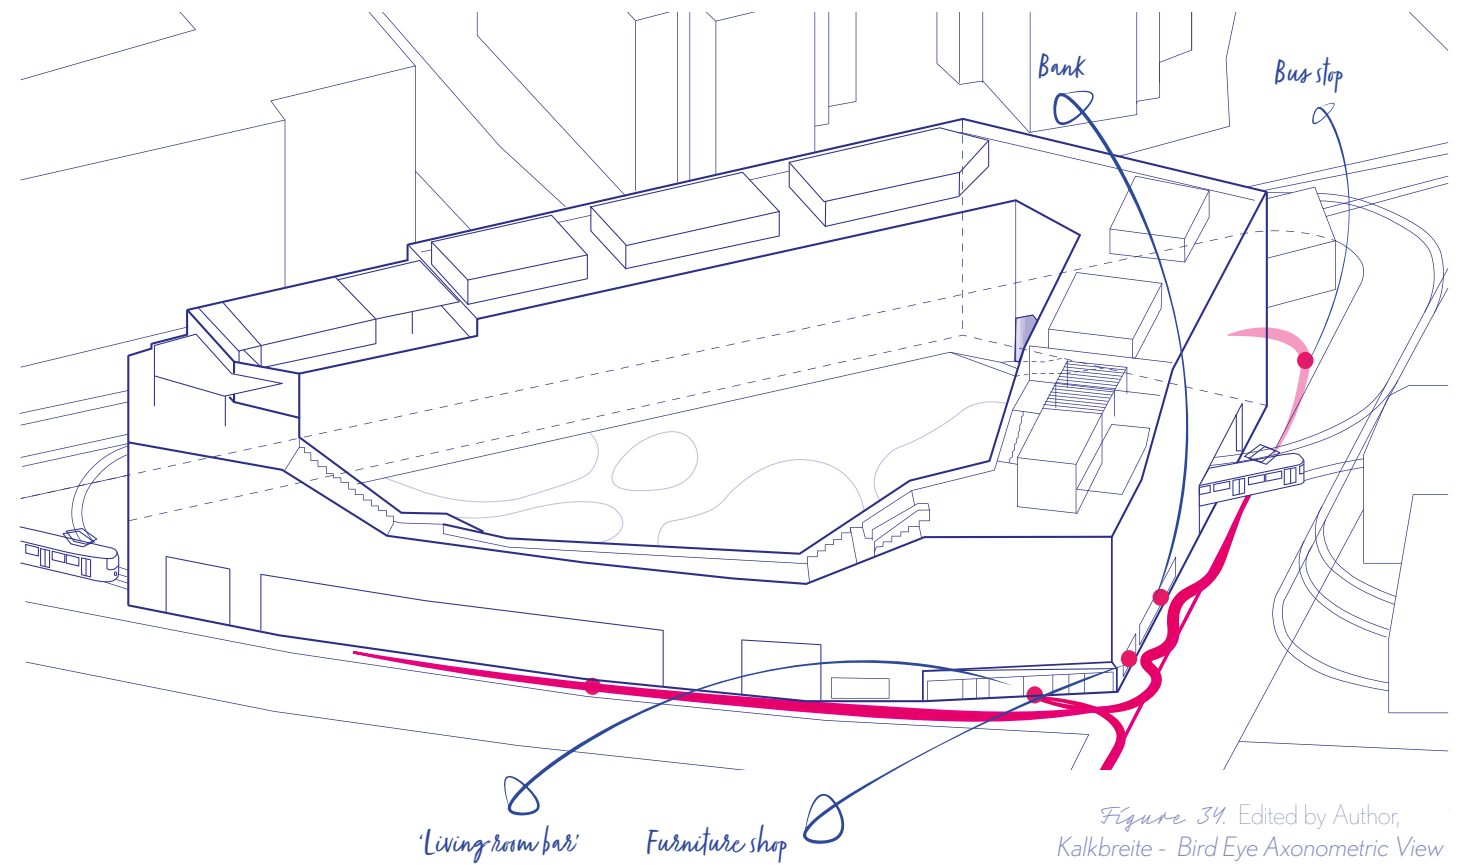 Bank
Bus stop
'Living room bar'
Furniture shop
Figure 34. Edited by Author,
Kalkbreite - Bird Eye Axonometric View